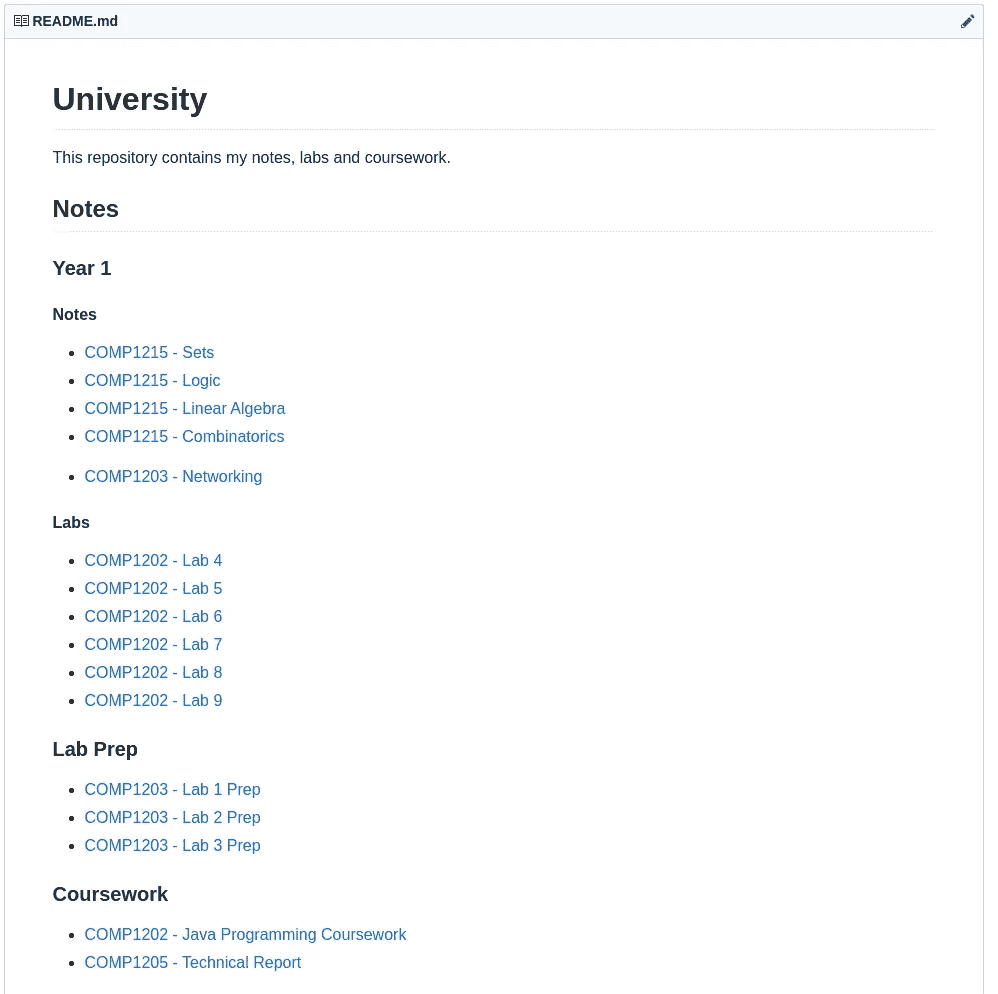 README.md
University
This repository contains my notes, labs and coursework.
Notes
Year 1
Notes
COMP1215 - Sets
COMP1215 - Logic
COMP1215 - Linear Algebra
COMP1215 - Combinatorics
COMP1203 - Networking
Labs
COMP1202 - Lab 4
COMP1202 - Lab 5
COMP1202 - Lab 6
COMP1202 - Lab 7
COMP1202 - Lab 8
COMP1202 - Lab 9
Lab Prep
COMP1203 - Lab 1 Prep
COMP1203 - Lab 2 Prep
COMP1203 - Lab 3 Prep
Coursework
COMP1202 - Java Programming Coursework
COMP1205 - Technical Report